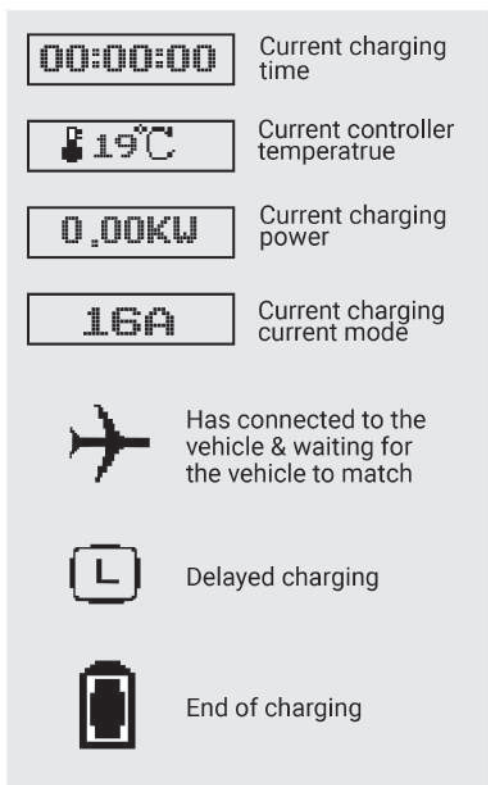 00:00:00
Current charging
time
19℃
Current controller
temperatrue
0.00KW
Current charging
power
16A
Current charging
current mode
Has connected to the
vehicle & waiting for
the vehicle to match
L
Delayed charging
End of charging